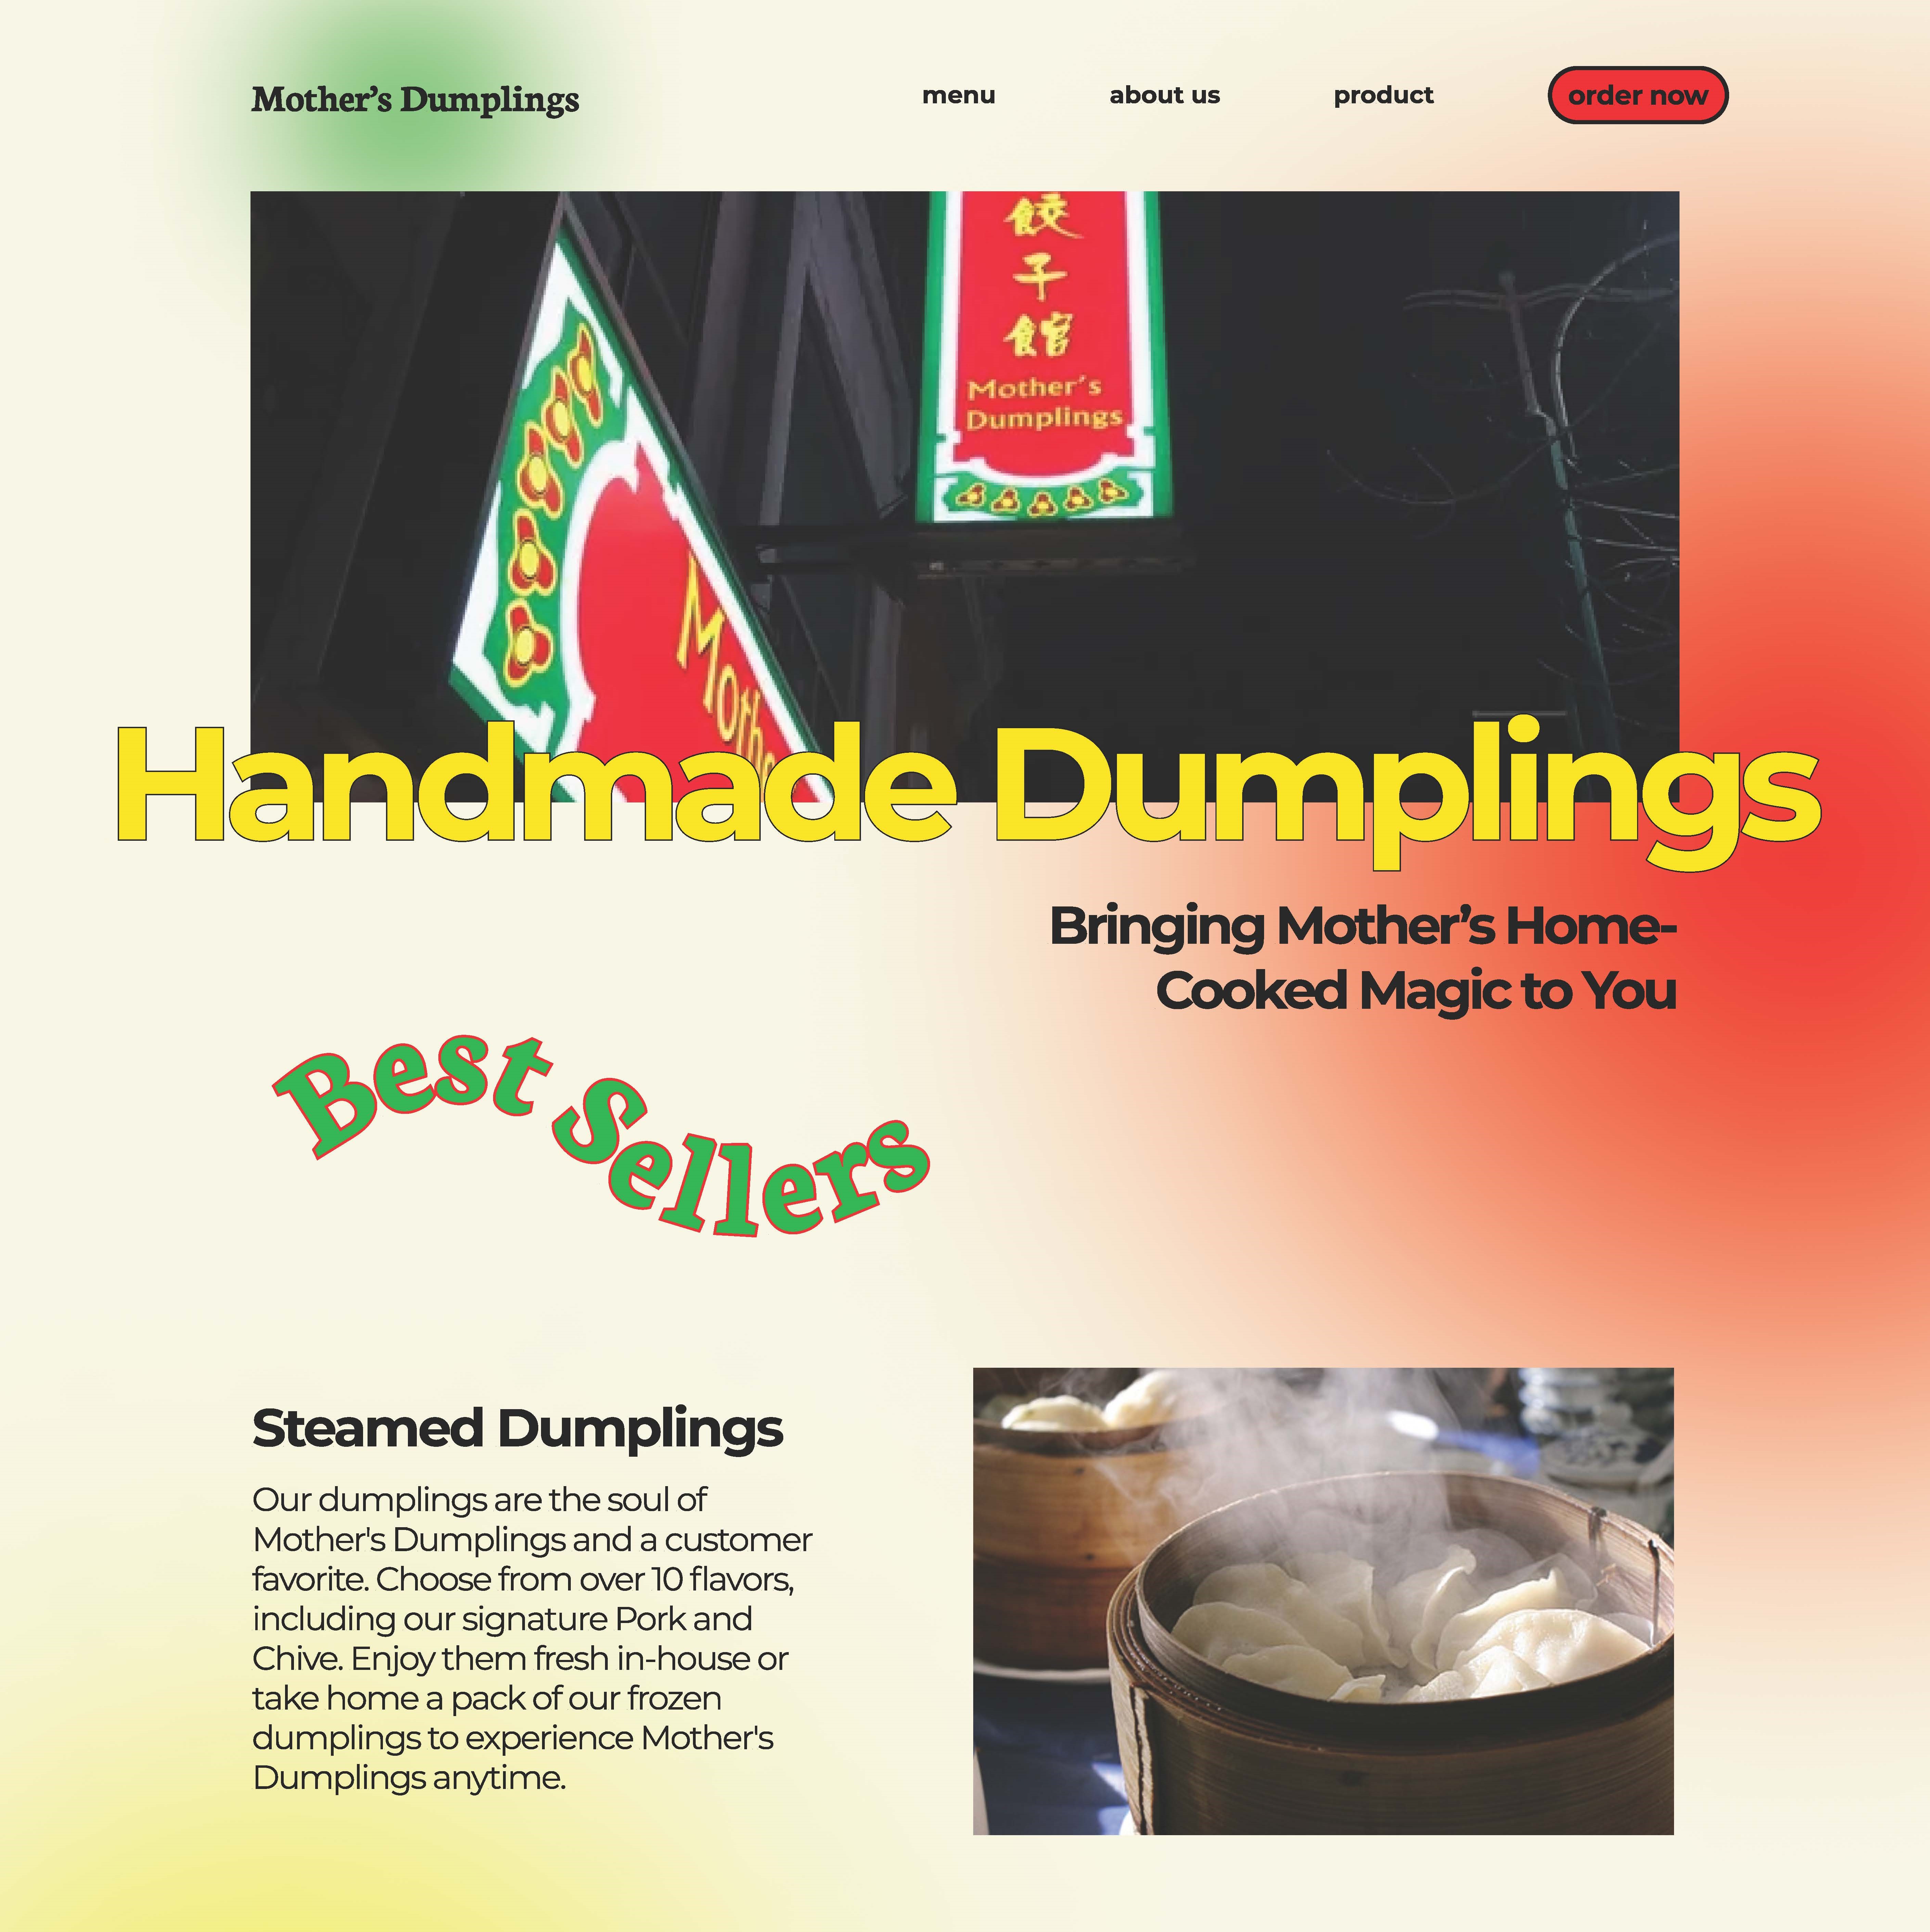 Mother’s Dumplings
menu
about us
product
order now
餃
子
館
Mother's
Dumplings
Mothe
Handmade Dumplings
Bringing Mother’s Home-
Cooked Magic to You
Best Sellers
Steamed Dumplings
Our dumplings are the soul of
Mother's Dumplings and a customer
favorite. Choose from over 10 flavors,
including our signature Pork and
Chive. Enjoy them fresh in-house or
take home a pack of our frozen
dumplings to experience Mother's
Dumplings anytime.